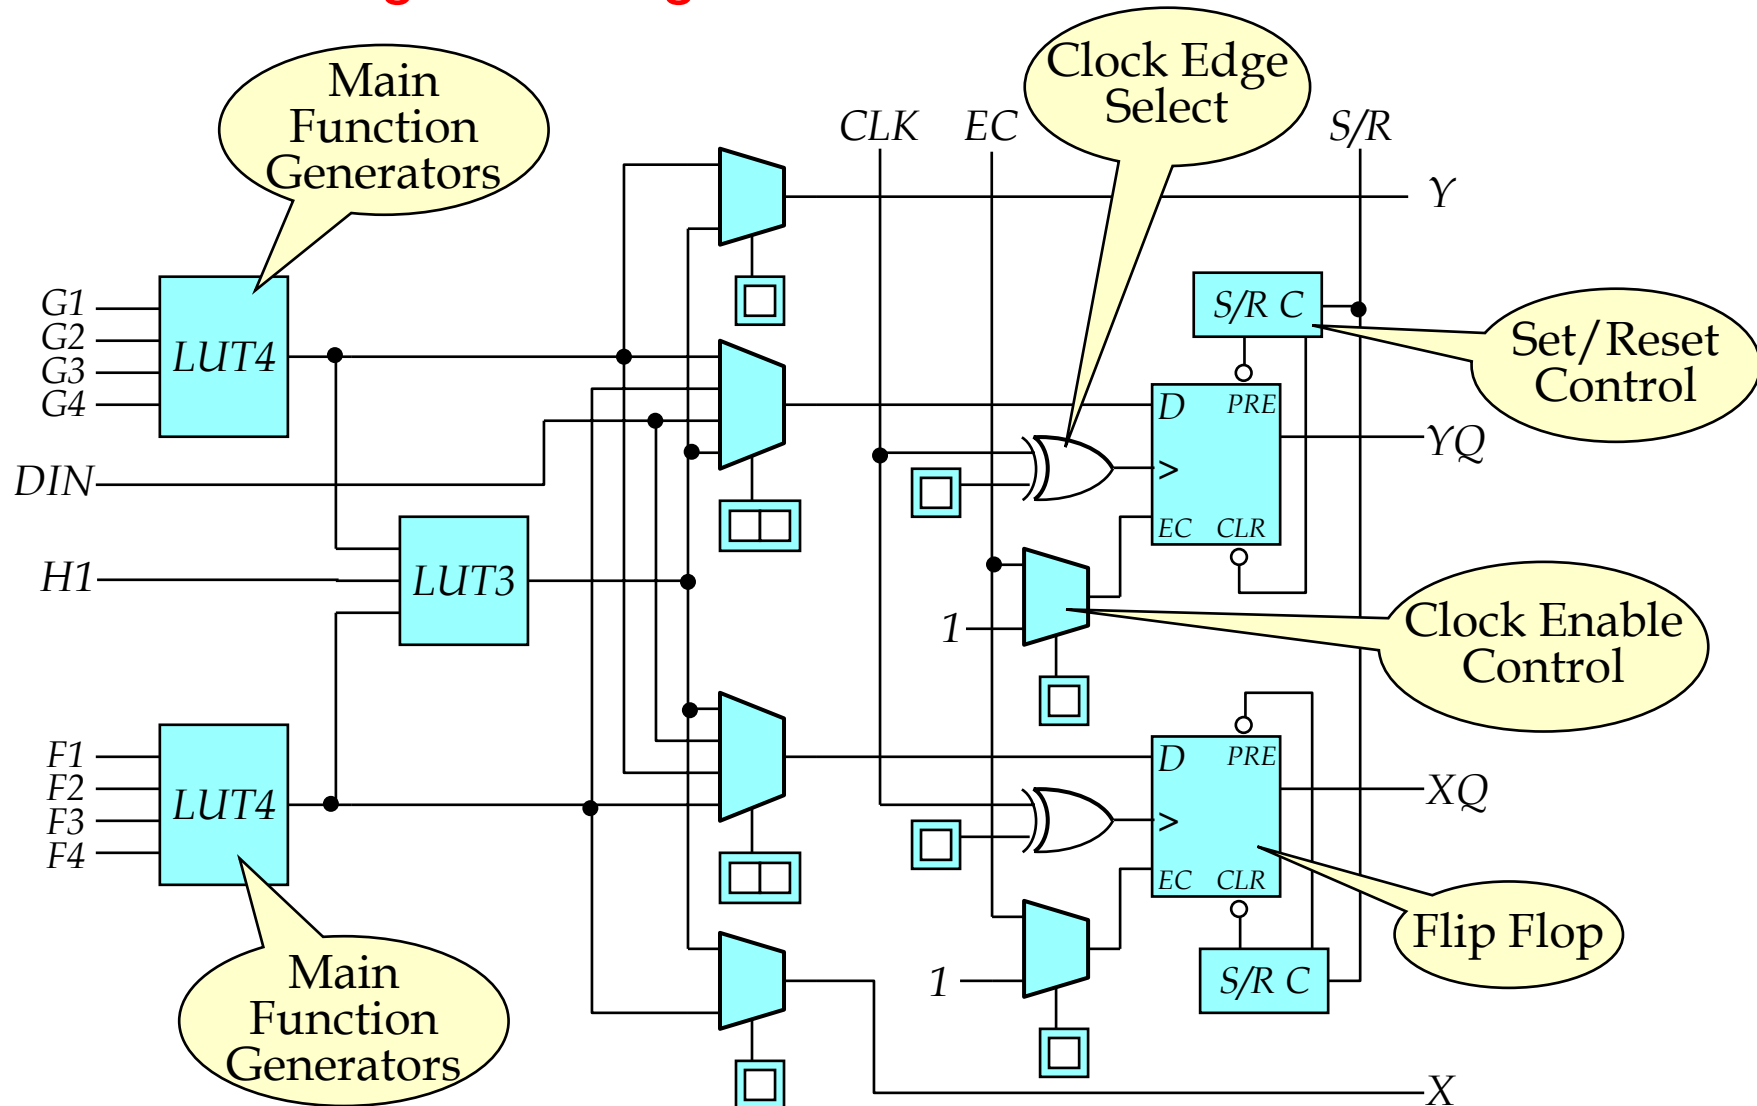 Main
Function
Generators
Clock Edge
Select
CLK
EC
S/R
Y
G1
G2
G3
G4
LUT4
S/R C
Set/Reset
Control
D
PRE
>
EC
CLR
YQ
DIN
H1
LUT3
1
Clock Enable
Control
F1
F2
F3
F4
LUT4
D
PRE
>
EC
CLR
XQ
Flip Flop
Main
Function
Generators
1
S/R C
X